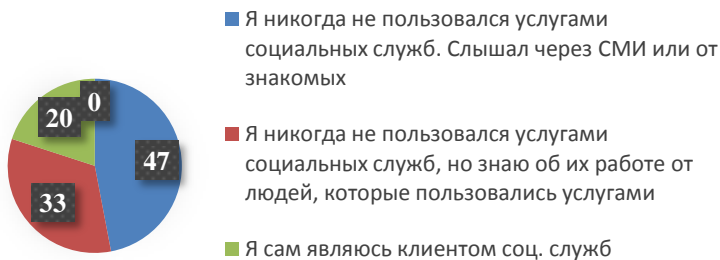 Я никогда не пользовался услугами
социальных служб. Слышал через СМИ или от
знакомых
Я никогда не пользовался услугами
социальных служб, но знаю об их работе от
людей, которые пользовались услугами
Я сам являюсь клиентом соц. служб
0
20
47
33